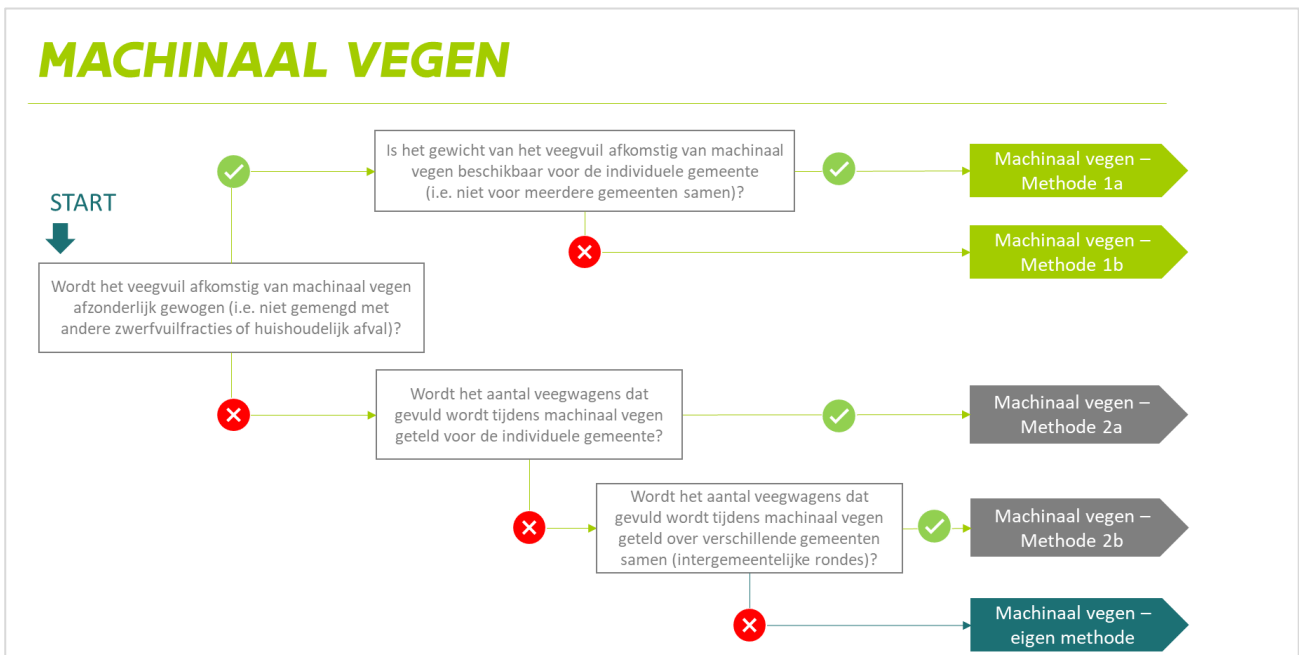 MACHINAAL VEGEN
START
Wordt het veegvuil afkomstig van machinaal vegen
afzonderlijk gewogen (i.e. niet gemengd met
andere zwerfvuilfracties of huishoudelijk afval)?
Is het gewicht van het veegvuil afkomstig van machinaal
vegen beschikbaar voor de individuele gemeente
(i.e. niet voor meerdere gemeenten samen)?
Machinaal vegen –
Methode 1a
Machinaal vegen –
Methode 1b
Wordt het aantal veegwagens dat
gevuld wordt tijdens machinaal vegen
geteld voor de individuele gemeente?
Machinaal vegen –
Methode 2a
Wordt het aantal veegwagens dat
gevuld wordt tijdens machinaal vegen
geteld over verschillende gemeenten
samen (intergemeentelijke rondes)?
Machinaal vegen –
Methode 2b
Machinaal vegen –
eigen methode